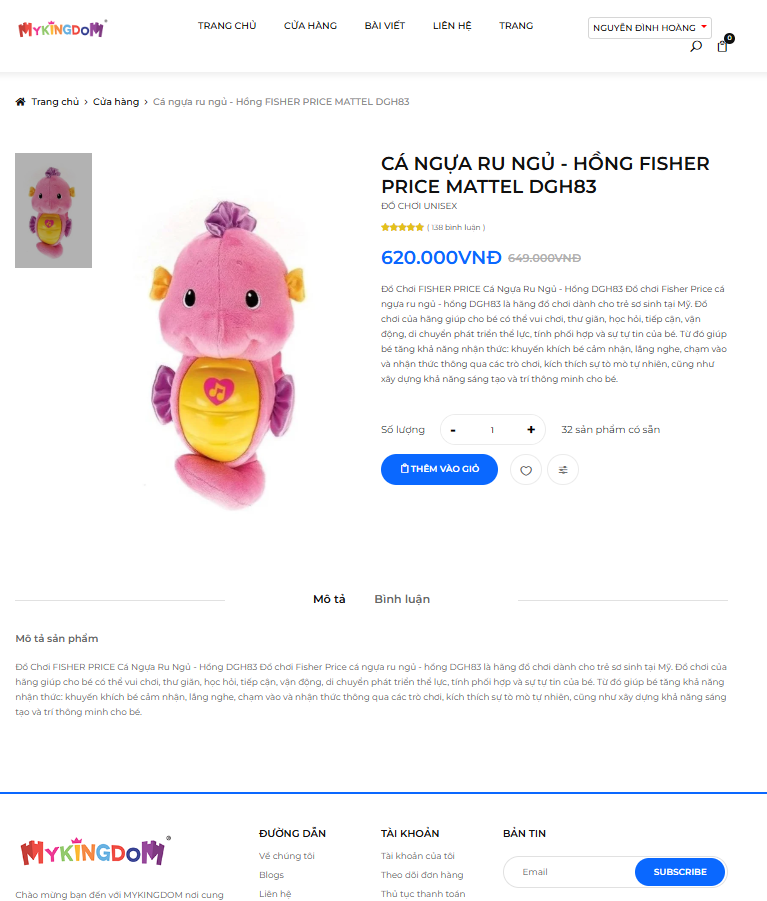 MYKINGDOM
TRANG CHỦ
CỬA HÀNG
BÀI VIẾT
LIÊN HỆ
TRANG
NGUYỄN ĐÌNH HOÀNG
0
Trang chủ > Cửa hàng > Cá ngựa ru ngủ - Hồng FISHER PRICE MATTEL DGH83
CÁ NGỰA RU NGỦ - HỒNG FISHER
PRICE MATTEL DGH83
ĐỒ CHƠI UNISEX
( 138 bình luân )
620.000VNĐ 649.000VNĐ
Đồ Chơi FISHER PRICE Cá Ngựa Ru Ngủ - Hồng DGH83 Đồ chơi Fisher Price cá
ngựa ru ngủ - hồng DGH83 là hãng đồ chơi dành cho trẻ sơ sinh tại Mỹ. Đồ
chơi của hãng giúp cho bé có thể vui chơi, thư giãn, học hỏi, tiếp cận, vận
động, di chuyển phát triển thể lực, tính phối hợp và sự tự tin của bé. Từ đó giúp
bé tăng khả năng nhận thức: khuyến khích bé cảm nhận, lắng nghe, chạm vào
và nhận thức thông qua các trò chơi, kích thích sự tò mò tự nhiên, cũng như
xây dựng khả năng sáng tạo và trí thông minh cho bé.
Số lượng
- 1 +
32 sản phẩm có sẵn
THÊM VÀO GIỎ
Mô tả
Bình luận
Mô tả sản phẩm
Đồ Chơi FISHER PRICE Cá Ngựa Ru Ngủ - Hồng DGH83 Đồ chơi Fisher Price cá ngựa ru ngủ - hồng DGH83 là hãng đồ chơi dành cho trẻ sơ sinh tại Mỹ. Đồ chơi của
hãng giúp cho bé có thể vui chơi, thư giãn, học hỏi, tiếp cận, vận động, di chuyển phát triển thể lực, tính phối hợp và sự tự tin của bé. Từ đó giúp bé tăng khả năng
nhận thức: khuyến khích bé cảm nhận, lắng nghe, chạm vào và nhận thức thông qua các trò chơi, kích thích sự tò mò tự nhiên, cũng như xây dựng khả năng sáng
tạo và trí thông minh cho bé.
MYKINGDOM ®
Chào mừng bạn đến với MYKINGDOM nơi cung
ĐƯỜNG DẪN
Về chúng tôi
Blogs
Liên hệ
TÀI KHOẢN
Tài khoản của tôi
Theo dõi đơn hàng
Thủ tục thanh toán
BẢN TIN
Email
SUBSCRIBE